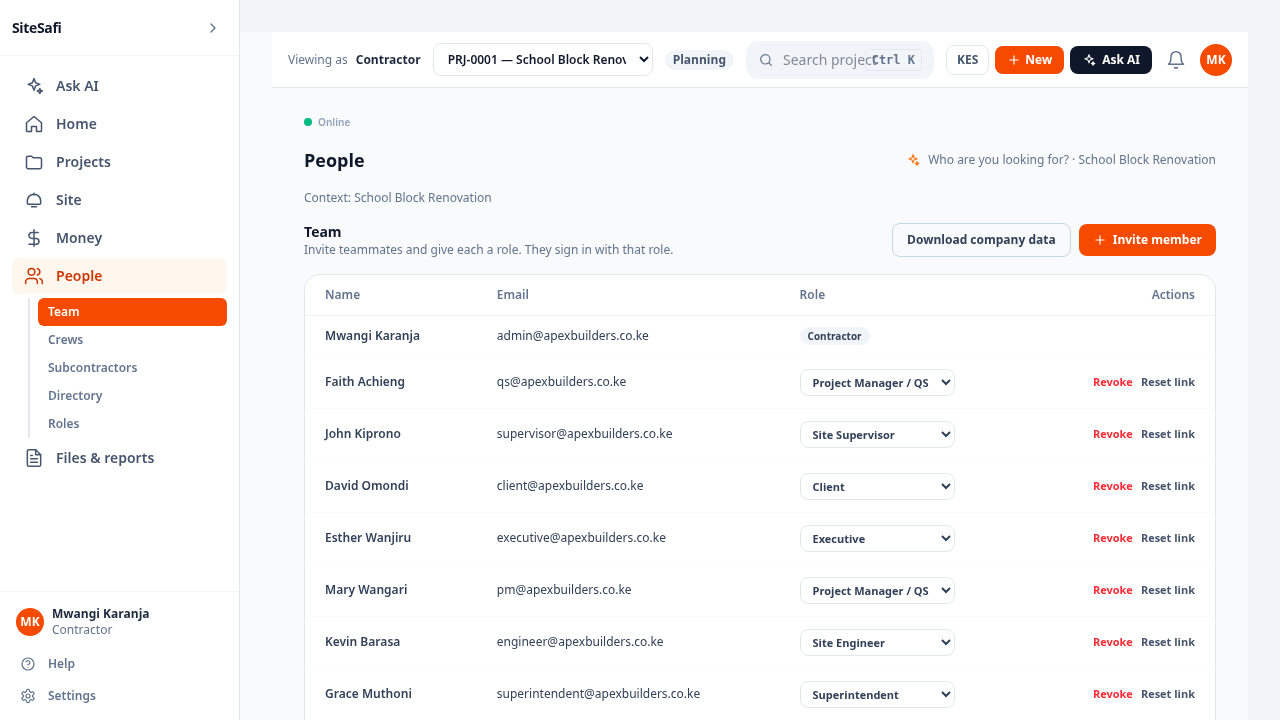 SiteSafi
Ask AI
Home
Projects
Site
Money
People
Team
Crews
Subcontractors
Directory
Roles
Files & reports
MK
Mwangi Karanja
Contractor
Help
Settings
Viewing as Contractor
PRJ-0001 — School Block Renov
Planning
Search project
Ctrl K
KES
New
Ask AI
MK
Online
People
Who are you looking for? · School Block Renovation
Context: School Block Renovation
Team
Invite teammates and give each a role. They sign in with that role.
Download company data
Invite member
Name Email Role Actions
Mwangi Karanja admin@apexbuilders.co.ke Contractor
Faith Achieng qs@apexbuilders.co.ke Project Manager / QS Revoke Reset link
John Kiprono supervisor@apexbuilders.co.ke Site Supervisor Revoke Reset link
David Omondi client@apexbuilders.co.ke Client Revoke Reset link
Esther Wanjiru executive@apexbuilders.co.ke Executive Revoke Reset link
Mary Wangari pm@apexbuilders.co.ke Project Manager / QS Revoke Reset link
Kevin Barasa engineer@apexbuilders.co.ke Site Engineer Revoke Reset link
Grace Muthoni superintendent@apexbuilders.co.ke Superintendent Revoke Reset link